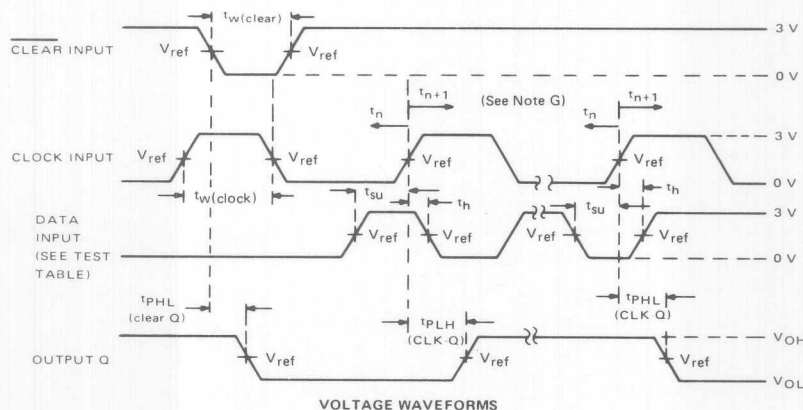 tw(clear)
3 V
CLEAR INPUT
Vref
Vref
0 V
tn+1
(See Note G)
tn+1
tn
tn
3 V
CLOCK INPUT
Vref
Vref
Vref
Vref
0 V
tw(clock)
tsu
th
tsu
th
3 V
DATA
INPUT
(SEE TEST
TABLE)
Vref
Vref
Vref
Vref
0 V
tPHL
(clear Q)
tPLH
(CLK-Q)
tPHL
(CLK-Q)
OUTPUT Q
Vref
Vref
Vref
VOH
VOL
VOLTAGE WAVEFORMS